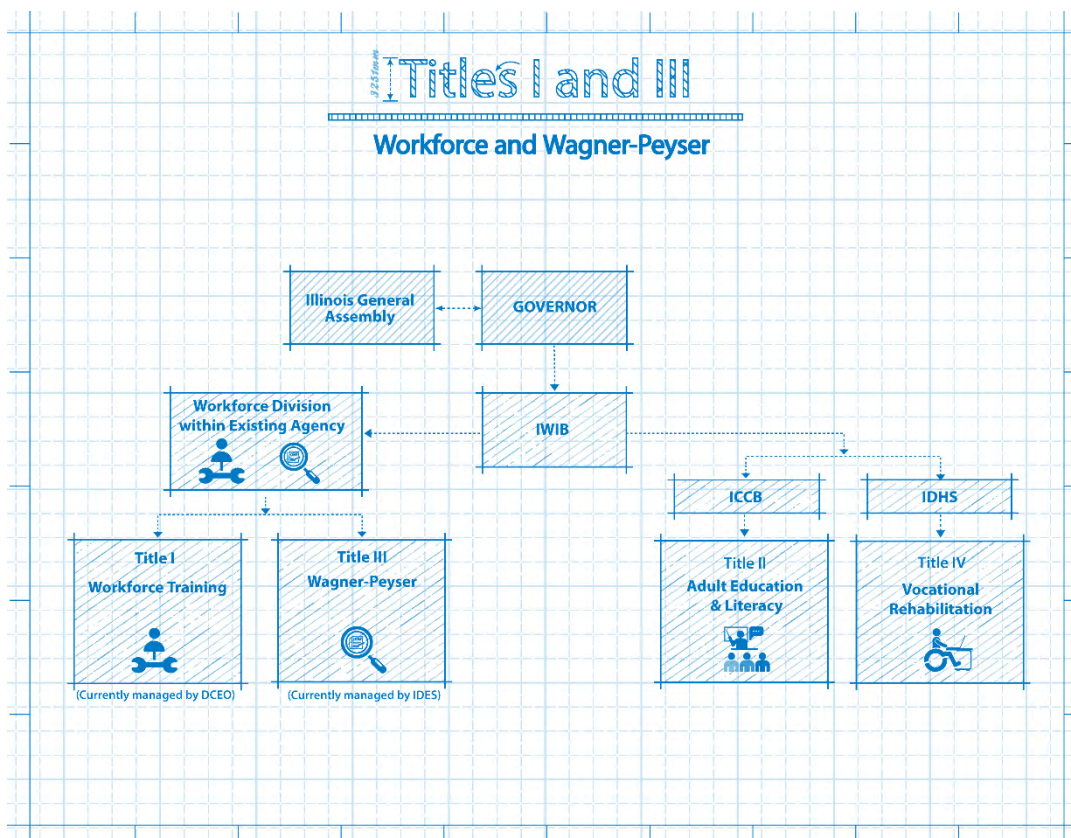 3251mm
Titles I and III
Workforce and Wagner-Peyser
Illinois General
Assembly
GOVERNOR
Workforce Division
within Existing Agency
IWIB
ICCB
IDHS
Title I
Workforce Training
(Currently managed by DCEO)
Title III
Wagner-Peyser
(Currently managed by IDES)
Title II
Adult Education
& Literacy
Title IV
Vocational
Rehabilitation